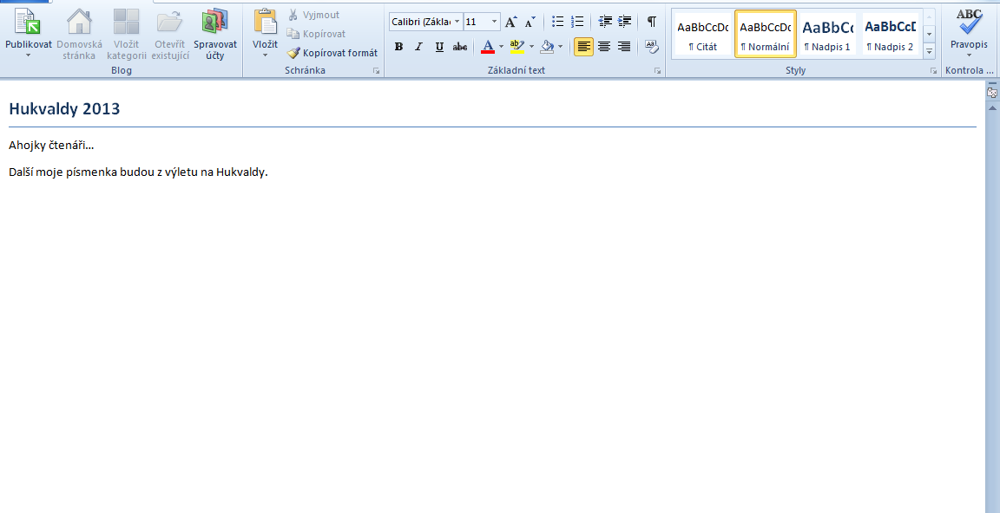 Publikovat Domovská stránka Vložit kategorii Otevřít existující Spravovat účty
Blog
Vložit Vyjmout
Kopírovat
Kopírovat formát
Schránka
Calibri (Základ 11
Základní text
AaBbCcDc AaBbCcDc AaBbCc AaBbCcD
¶ Citát ¶ Normální ¶ Nadpis 1 ¶ Nadpis 2
Styly
ABC
Pravopis
Kontrola ...
Hukvaldy 2013
Ahojky čtenáři...
Další moje písmenka budou z výletu na Hukvaldy.